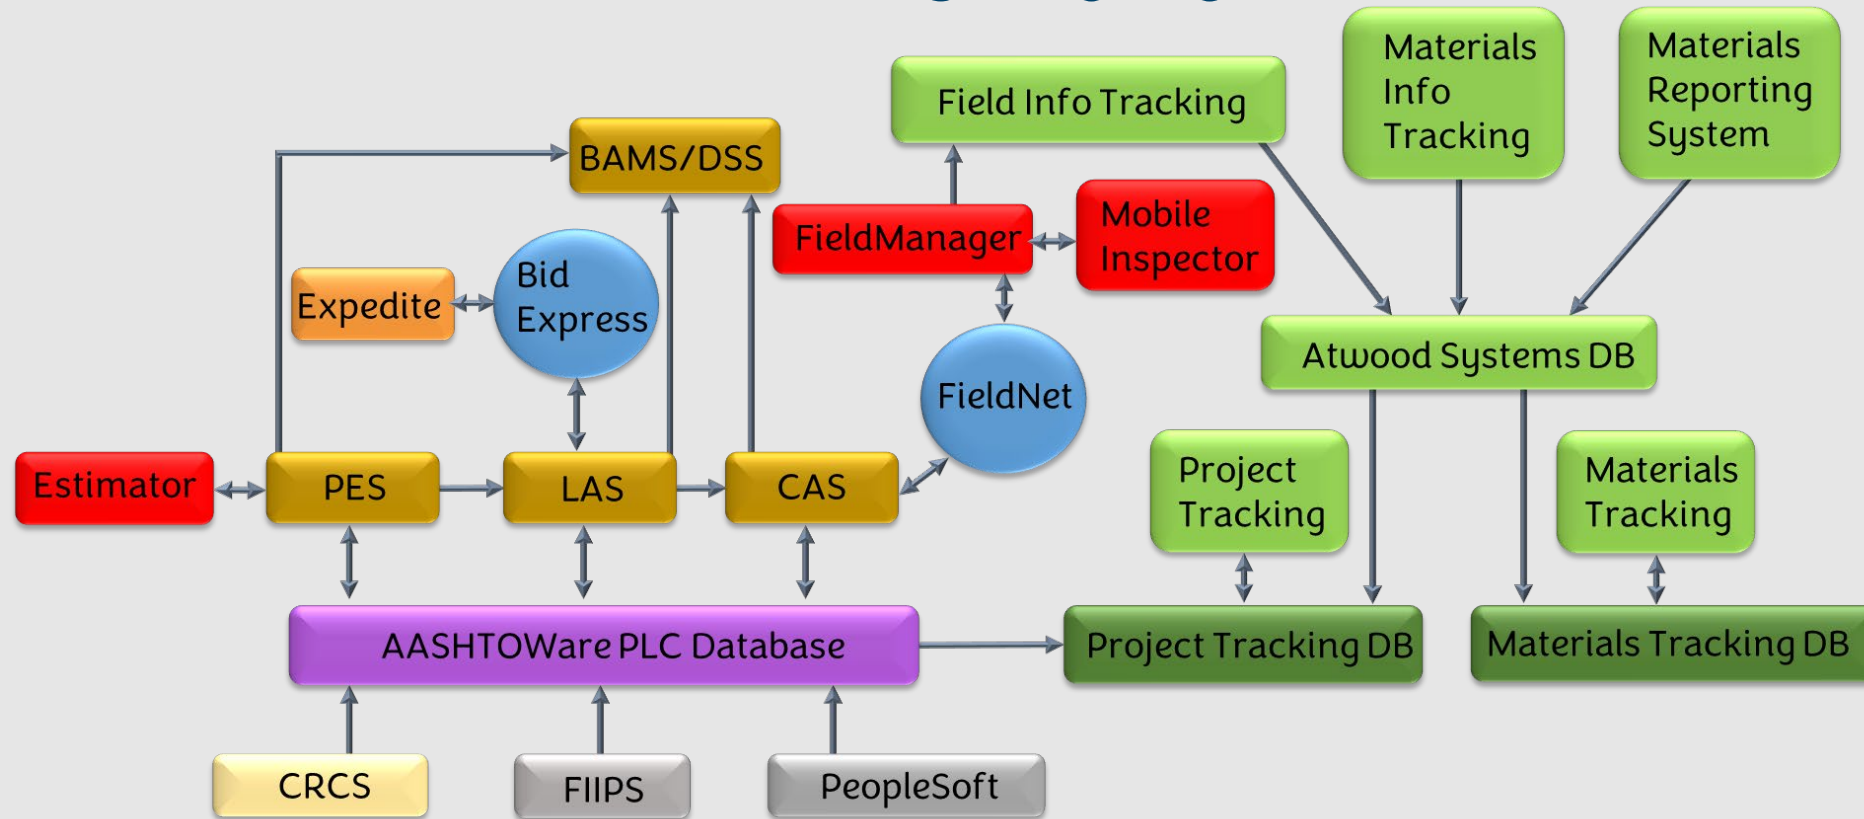 Materials
Info
Tracking
Materials
Reporting
System
Field Info Tracking
BAMS/DSS
FieldManager
Mobile
Inspector
Expedite
Bid
Express
Atwood Systems DB
FieldNet
Estimator
PES
LAS
CAS
Project
Tracking
Materials
Tracking
AASHTOWare PLC Database
Project Tracking DB
Materials Tracking DB
CRCS
FIIPS
PeopleSoft